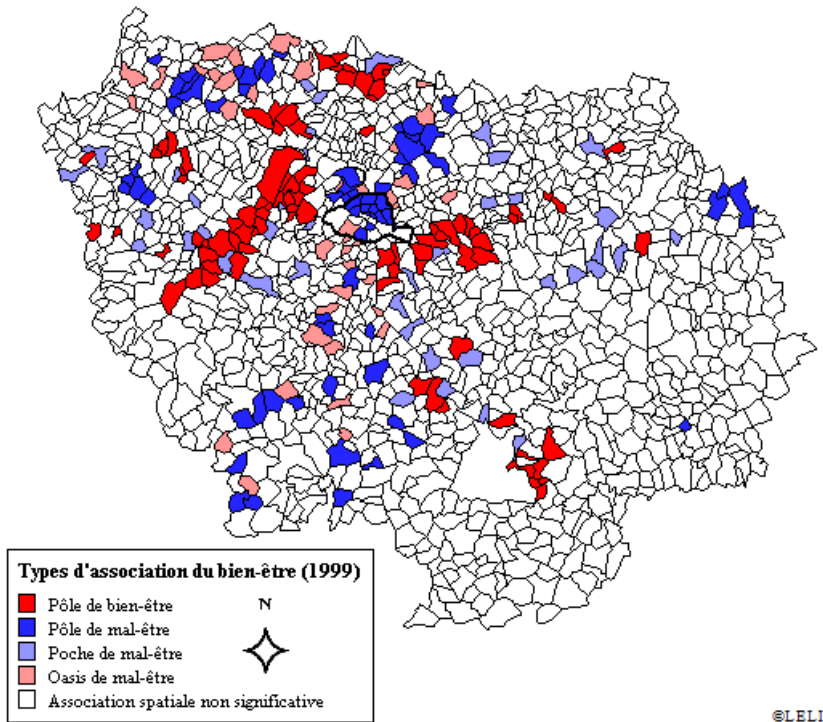 Types d'association du bien-être (1999)
Pôle de bien-être
N
Pôle de mal-être
Poche de mal-être
Oasis de mal-être
Association spatiale non significative
©LELI